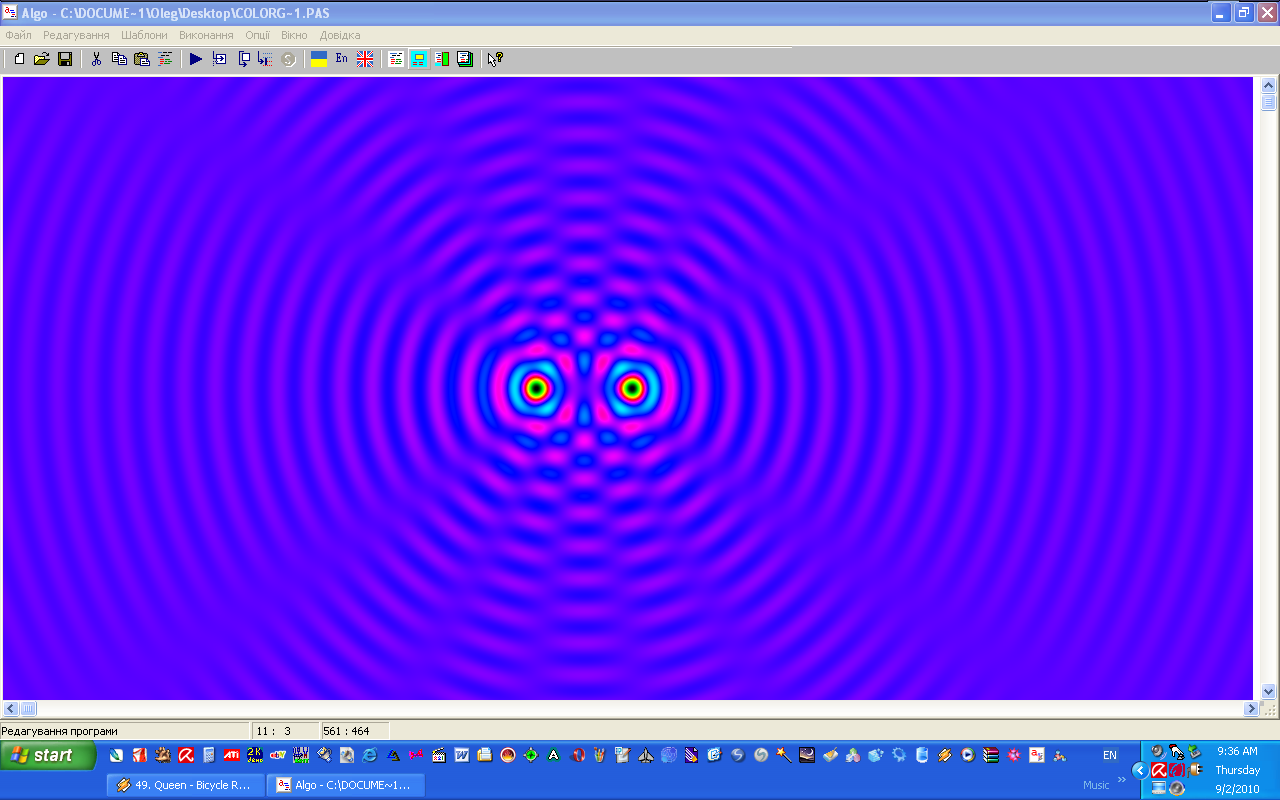 Algo - C:\DOCUME~1\Oleg\Desktop\COLORG~1.PAS
Файл Редагування Шаблони Виконання Опції Вікно Довідка
En
Редагування програми 11 : 3 561 : 464
start
EN
9:36 AM
Thursday
9/2/2010
49. Queen - Bicycle R... Algo - C:\DOCUME~1... Music »